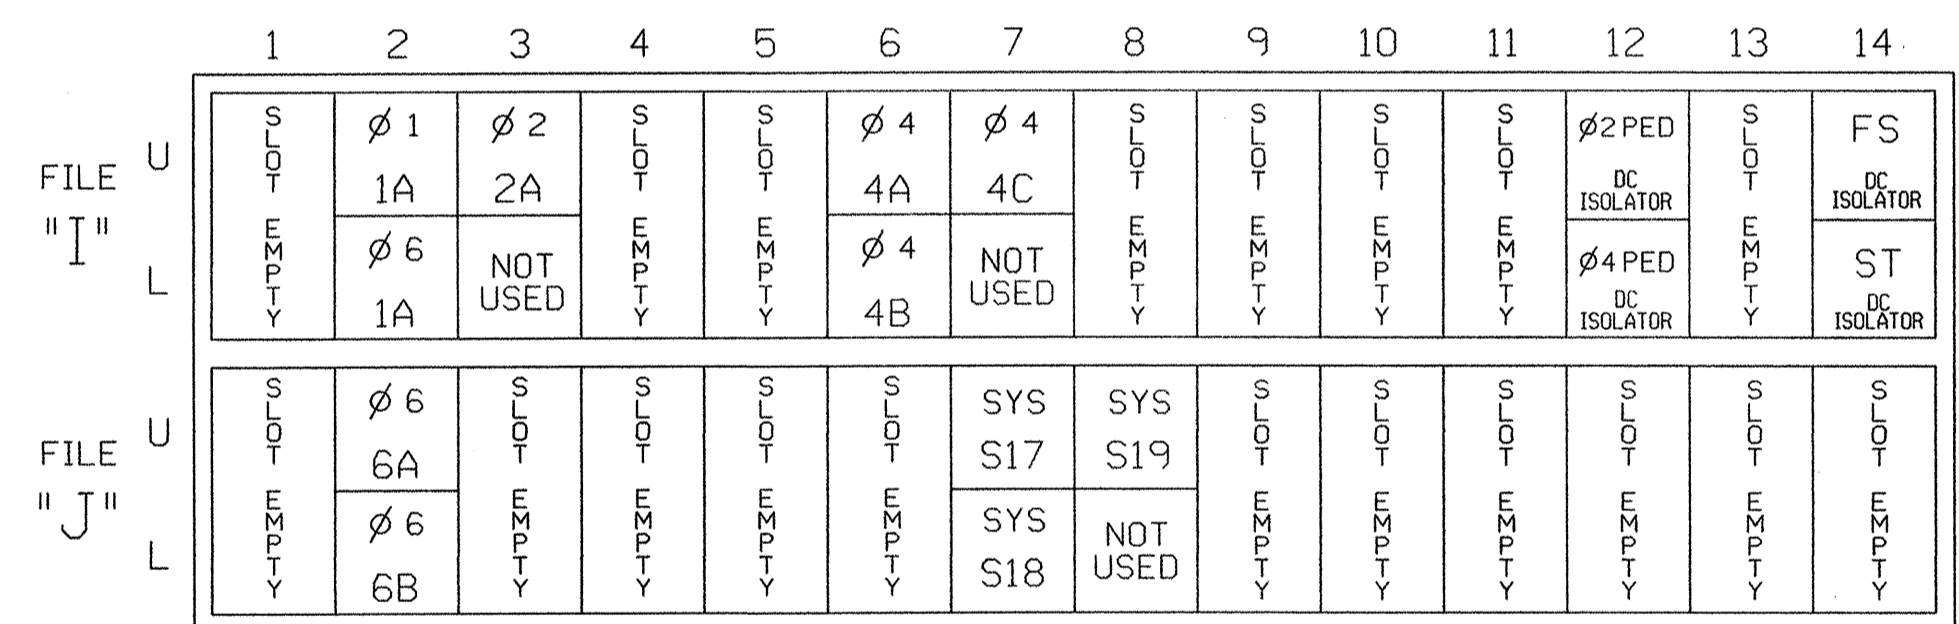 1 2 3 4 5 6 7 8 9 10 11 12 13 14
FILE "I"
U
L
SLOT EMPTY
Ø 1
1A
Ø 6
1A
Ø 2
2A
NOT
USED
SLOT EMPTY
SLOT EMPTY
Ø 4
4A
Ø 4
4B
Ø 4
4C
NOT
USED
SLOT EMPTY
SLOT EMPTY
SLOT EMPTY
SLOT EMPTY
Ø2 PED
DC
ISOLATOR
Ø4 PED
DC
ISOLATOR
SLOT EMPTY
FS
DC
ISOLATOR
ST
DC
ISOLATOR
FILE "J"
U
L
SLOT EMPTY
Ø 6
6A
Ø 6
6B
SLOT EMPTY
SLOT EMPTY
SLOT EMPTY
SLOT EMPTY
SYS
S17
SYS
S18
SYS
S19
NOT
USED
SLOT EMPTY
SLOT EMPTY
SLOT EMPTY
SLOT EMPTY
SLOT EMPTY
SLOT EMPTY